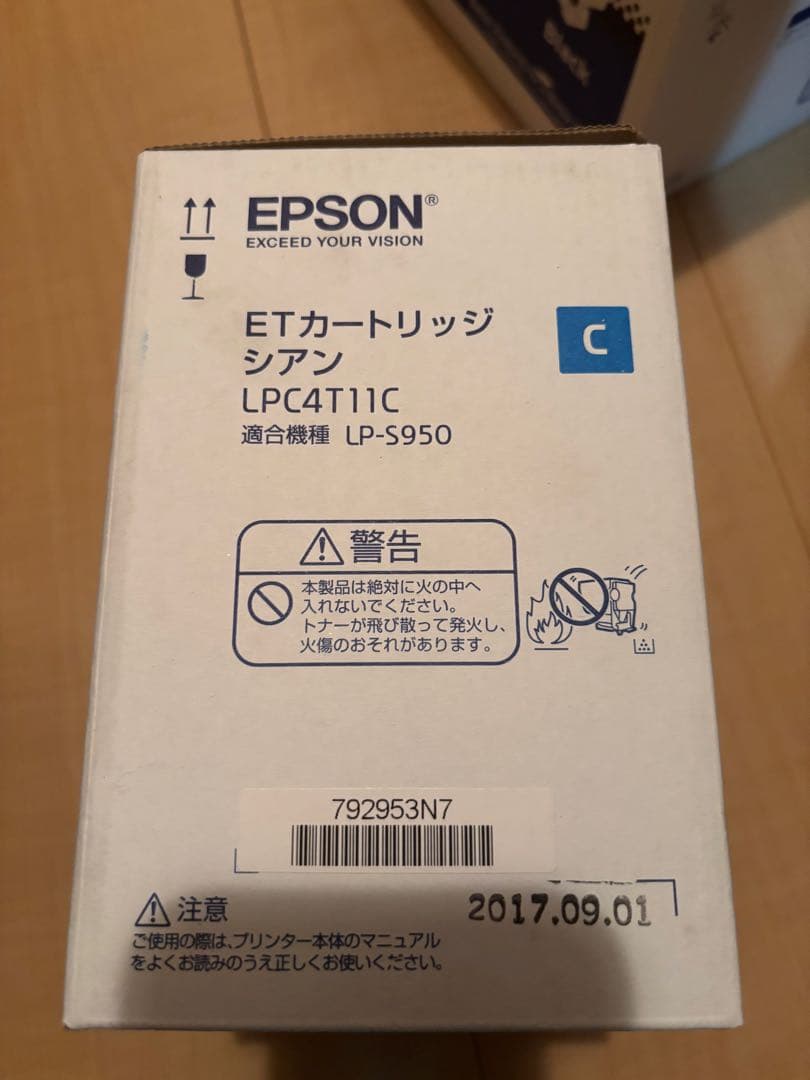 Black
EPSON®
EXCEED YOUR VISION
ETカートリッジ
シアン
C
LPC4T11C
適合機種 LP-S950
警告
本製品は絶対に火の中へ
入れないでください。
トナーが飛び散って発火し、
火傷のおそれがあります。
792953N7
注意
2017.09.01
ご使用の際は、プリンター本体のマニュアル
をよくお読みのうえ正しくお使いください。